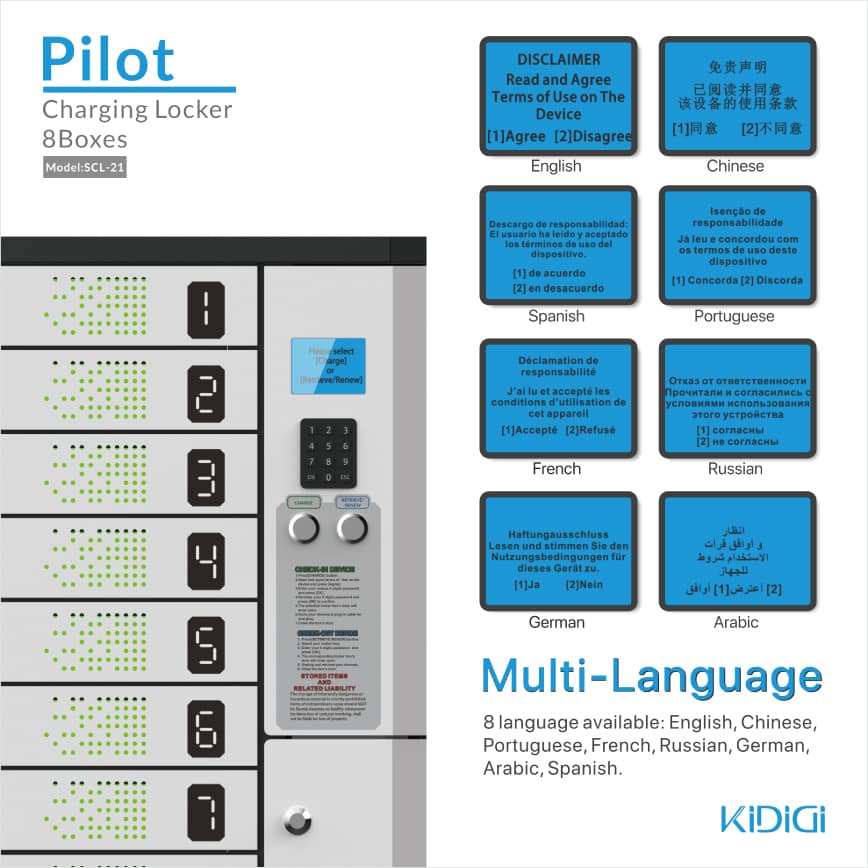 Pilot
Charging Locker
8Boxes
Model:SCL-21
DISCLAIMER
Read and Agree
Terms of Use on The
Device
[1]Agree [2]Disagree
English
免责声明
已阅读并同意
该设备的使用条款
[1]同意 [2]不同意
Chinese
Descargo de responsabilidad:
El usuario ha leido y aceptado
los términos de uso del
dispositivo.
[1] de acuerdo
[2] en desacuerdo
Spanish
Isenção de
responsabilidade
Já leu e concordou com
os termos de uso deste
dispositivo
[1] Concorda [2] Discorda
Portuguese
Déclamation de
responsabilité
J'ai lu et accepté les
conditions d'utilisation de
cet appareil
[1]Accepté [2]Refusé
French
Отказ от ответственности
Прочитали и согласились с
условиями использования
этого устройства
[1] согласны
[2] не согласны
Russian
Haftungausschluss
Lesen und stimmen Sie den
Nutzungsbedingungen für
dieses Gerät zu.
[1]Ja [2]Nein
German
انظار
و أوافق قرأت
الاستخدام شروط
للجهاز
[2] أعترض [1] أوافق
Arabic
1
2
3
4
5
6
7
Please select
[Charge]
or
[Retrieve/Renew]
1 2 3
4 5 6
7 8 9
0 ESC
CHARGE
RETRIEVE/
RENEW
CHECK-IN DEVICE
CHECK-OUT DEVICE
STORED ITEMS
AND
RELATED LIABILITY
Multi-Language
8 language available: English, Chinese,
Portuguese, French, Russian, German,
Arabic, Spanish.
KiDiGi